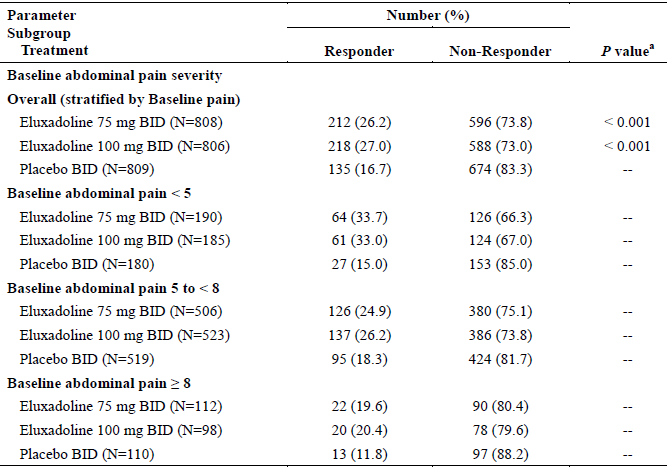 Parameter Number (%)
Subgroup
Treatment Responder Non-Responder P valueᵃ
Baseline abdominal pain severity
Overall (stratified by Baseline pain)
Eluxadoline 75 mg BID (N=808) 212 (26.2) 596 (73.8) < 0.001
Eluxadoline 100 mg BID (N=806) 218 (27.0) 588 (73.0) < 0.001
Placebo BID (N=809) 135 (16.7) 674 (83.3) --
Baseline abdominal pain < 5
Eluxadoline 75 mg BID (N=190) 64 (33.7) 126 (66.3) --
Eluxadoline 100 mg BID (N=185) 61 (33.0) 124 (67.0) --
Placebo BID (N=180) 27 (15.0) 153 (85.0) --
Baseline abdominal pain 5 to < 8
Eluxadoline 75 mg BID (N=506) 126 (24.9) 380 (75.1) --
Eluxadoline 100 mg BID (N=523) 137 (26.2) 386 (73.8) --
Placebo BID (N=519) 95 (18.3) 424 (81.7) --
Baseline abdominal pain ≥ 8
Eluxadoline 75 mg BID (N=112) 22 (19.6) 90 (80.4) --
Eluxadoline 100 mg BID (N=98) 20 (20.4) 78 (79.6) --
Placebo BID (N=110) 13 (11.8) 97 (88.2) --